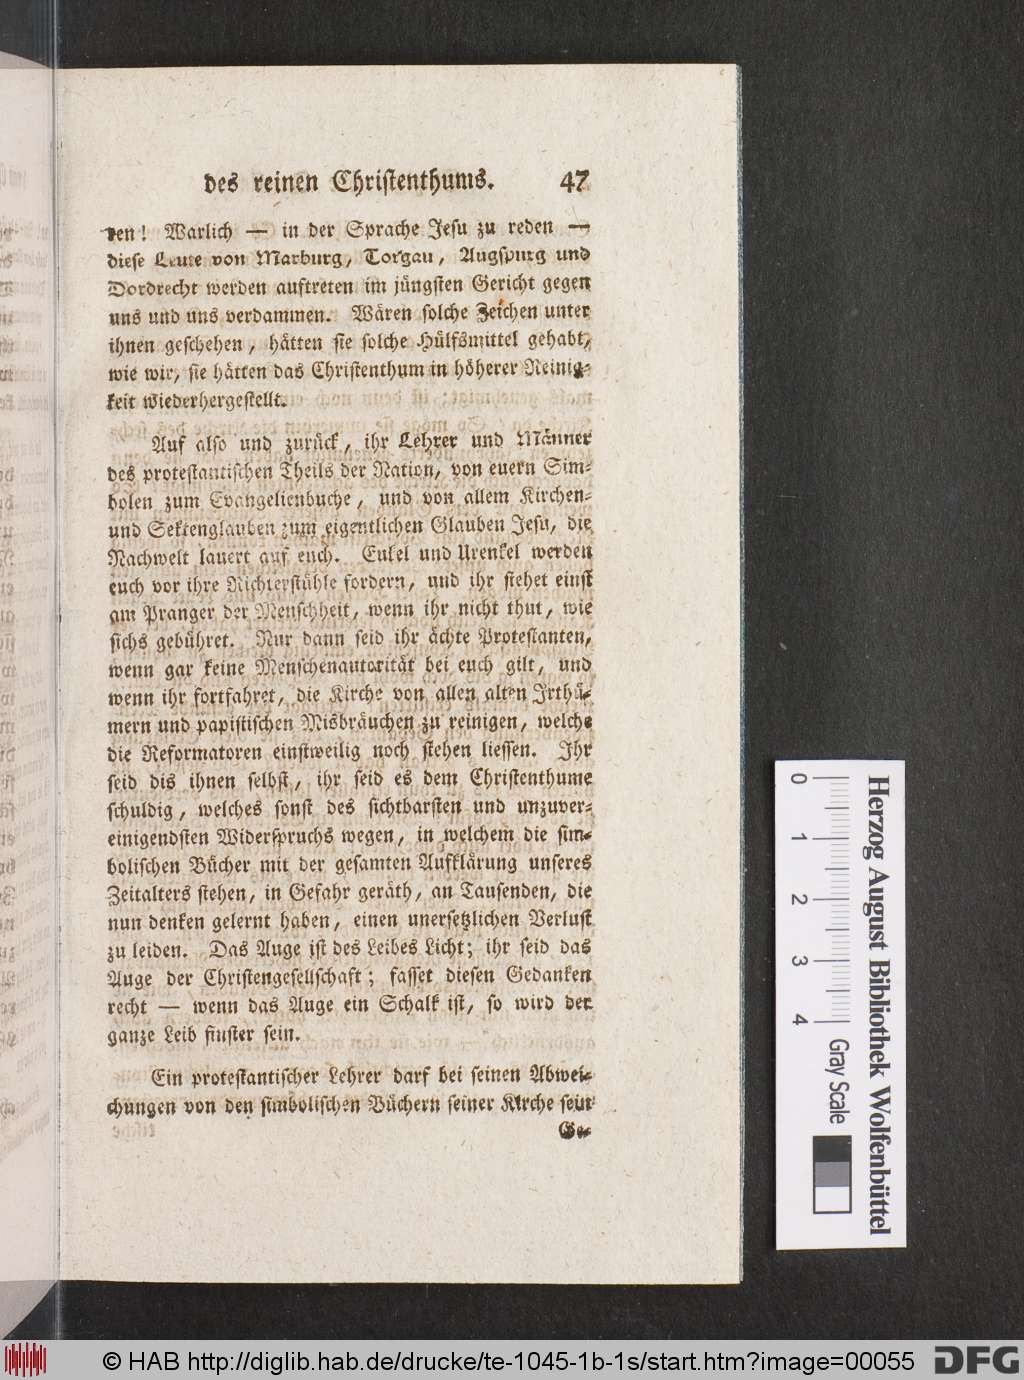 des reinen Christenthums. 47
ren! Warlich — in der Sprache Jesu zu reden —
diese Leute von Marburg, Torgau, Augspurg und
Dordrecht werden auftreten im jüngsten Gericht gegen
uns und uns verdammen. Wären solche Zeichen unter
ihnen geschehen, hätten sie solche Hülfsmittel gehabt,
wie wir, sie hätten das Christenthum in höherer Reinig-
keit wiederhergestellt.
Auf also und zurück, ihr Lehrer und Männer
des protestantischen Theils der Nation, von euern Sim-
bolen zum Evangelienbuche, und von allem Kirchen-
und Sektenglauben zum eigentlichen Glauben Jesu, die
Nachwelt lauert auf euch. Enkel und Urenkel werden
euch vor ihre Richterstühle fordern, und ihr stehet einst
am Pranger der Menschheit, wenn ihr nicht thut, wie
sichs gebühret. Nur dann seid ihr ächte Protestanten,
wenn gar keine Menschenautorität bei euch gilt, und
wenn ihr fortfahret, die Kirche von allen alten Irthü-
mern und papistischen Misbräuchen zu reinigen, welche
die Reformatoren einstweilig noch stehen liessen. Ihr
seid dis ihnen selbst, ihr seid es dem Christenthume
schuldig, welches sonst des sichtbarsten und unzuver-
einigendsten Widerspruchs wegen, in welchem die sim-
bolischen Bücher mit der gesamten Aufklärung unseres
Zeitalters stehen, in Gefahr geräth, an Tausenden, die
nun denken gelernt haben, einen unersetzlichen Verlust
zu leiden. Das Auge ist des Leibes Licht; ihr seid das
Auge der Christengesellschaft; fasset diesen Gedanken
recht — wenn das Auge ein Schalk ist, so wird der
ganze Leib finster sein.
Ein protestantischer Lehrer darf bei seinen Abwei-
chungen von den simbolischen Büchern seiner Kirche sein
Ge-
0 1 2 3 4 Gray Scale
Herzog August Bibliothek Wolfenbüttel
© HAB http://diglib.hab.de/drucke/te-1045-1b-1s/start.htm?image=00055 DFG